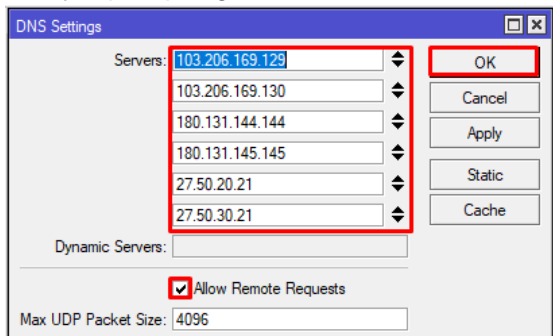 DNS Settings
Servers: 103.206.169.129
OK
103.206.169.130
Cancel
180.131.144.144
Apply
180.131.145.145
27.50.20.21
Static
27.50.30.21
Cache
Dynamic Servers:
Allow Remote Requests
Max UDP Packet Size: 4096